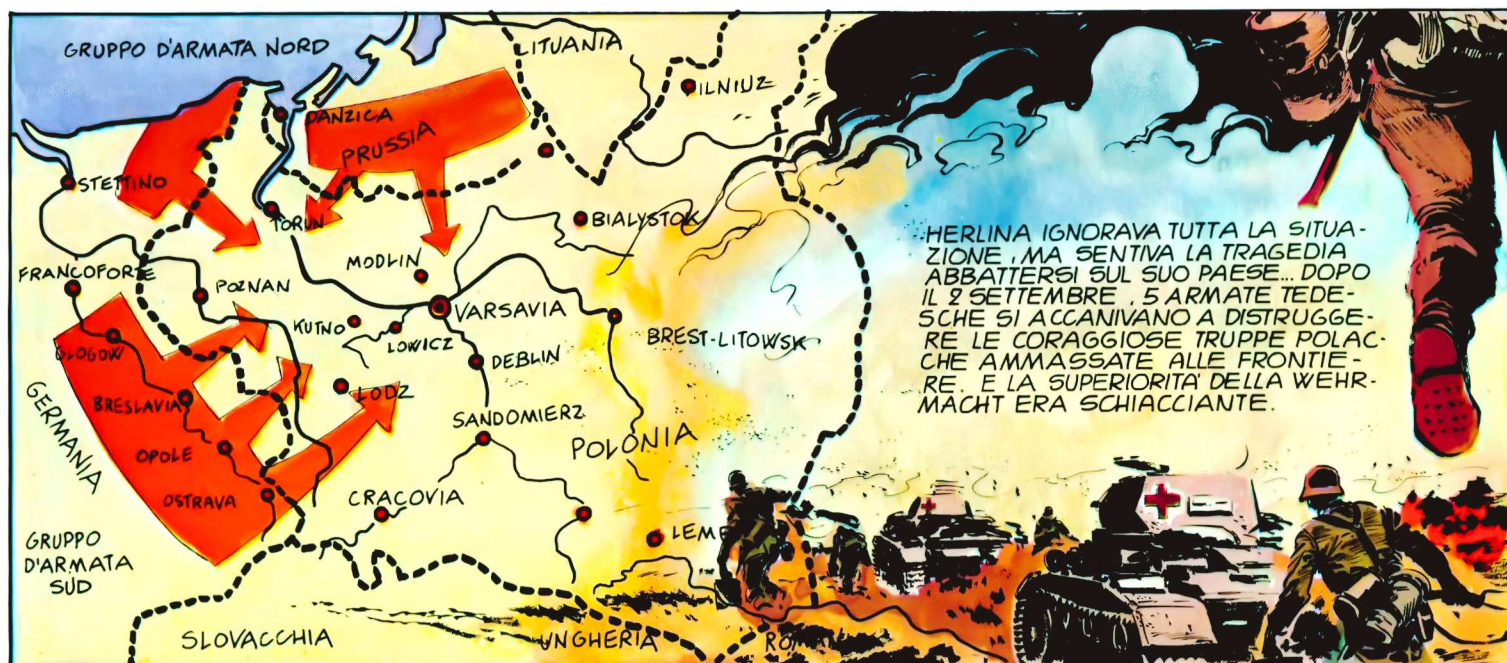 GRUPPO D'ARMATA NORD
LITUANIA
ILNIUZ
DANZICA
PRUSSIA
STETTINO
TORUN
BIALYSTOK
MODLIN
FRANCOFORTE
POZNAN
VARSAVIA
KUTNO
LOWICZ
BREST-LITOWSK
GLOGOW
DEBLIN
LODZ
BRESLAVIA
GERMANIA
SANDOMIERZ
POLONIA
OPOLE
OSTRAVA
CRACOVIA
LEME
GRUPPO
D'ARMATA
SUD
SLOVACCHIA
UNGHERIA
RO
HERLINA IGNORAVA TUTTA LA SITUA-
ZIONE, MA SENTIVA LA TRAGEDIA
ABBATTERSI SUL SUO PAESE... DOPO
IL 2 SETTEMBRE, 5 ARMATE TEDE-
SCHE SI ACCANIVANO A DISTRUGGE-
RE LE CORAGGIOSE TRUPPE POLAC-
CHE AMMASSATE ALLE FRONTIE-
RE. E LA SUPERIORITA' DELLA WEHR-
MACHT ERA SCHIACCIANTE.